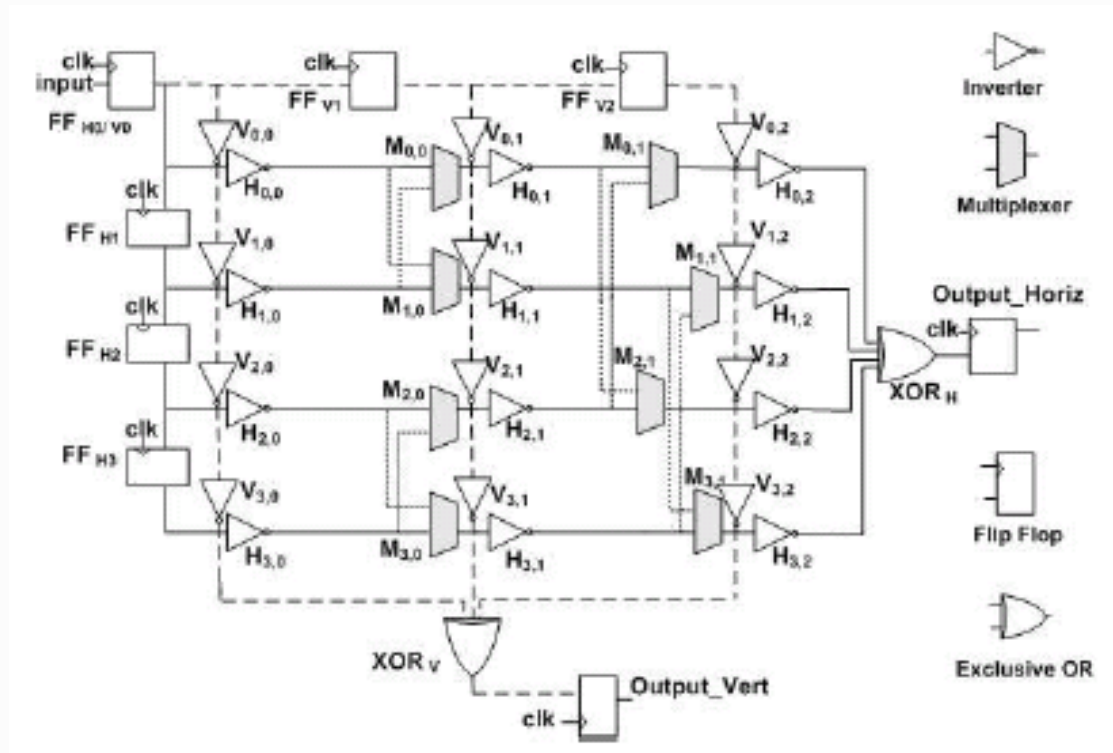 clk
input
FF H0/V0
clk
FF V1
clk
FF V2
Inverter
V0,0
V0,1
V0,2
M0,0
M0,1
H0,0
H0,1
H0,2
Multiplexer
clk
FF H1
V1,0
V1,1
V1,2
M1,1
H1,0
M1,0
H1,1
H1,2
Output_Horiz
clk
clk
FF H2
V2,0
V2,1
M2,1
V2,2
XOR H
M2,0
H2,0
H2,1
H2,2
clk
FF H3
V3,0
V3,1
M3,1
V3,2
Flip Flop
H3,0
M3,0
H3,1
H3,2
XOR V
Exclusive OR
Output_Vert
clk